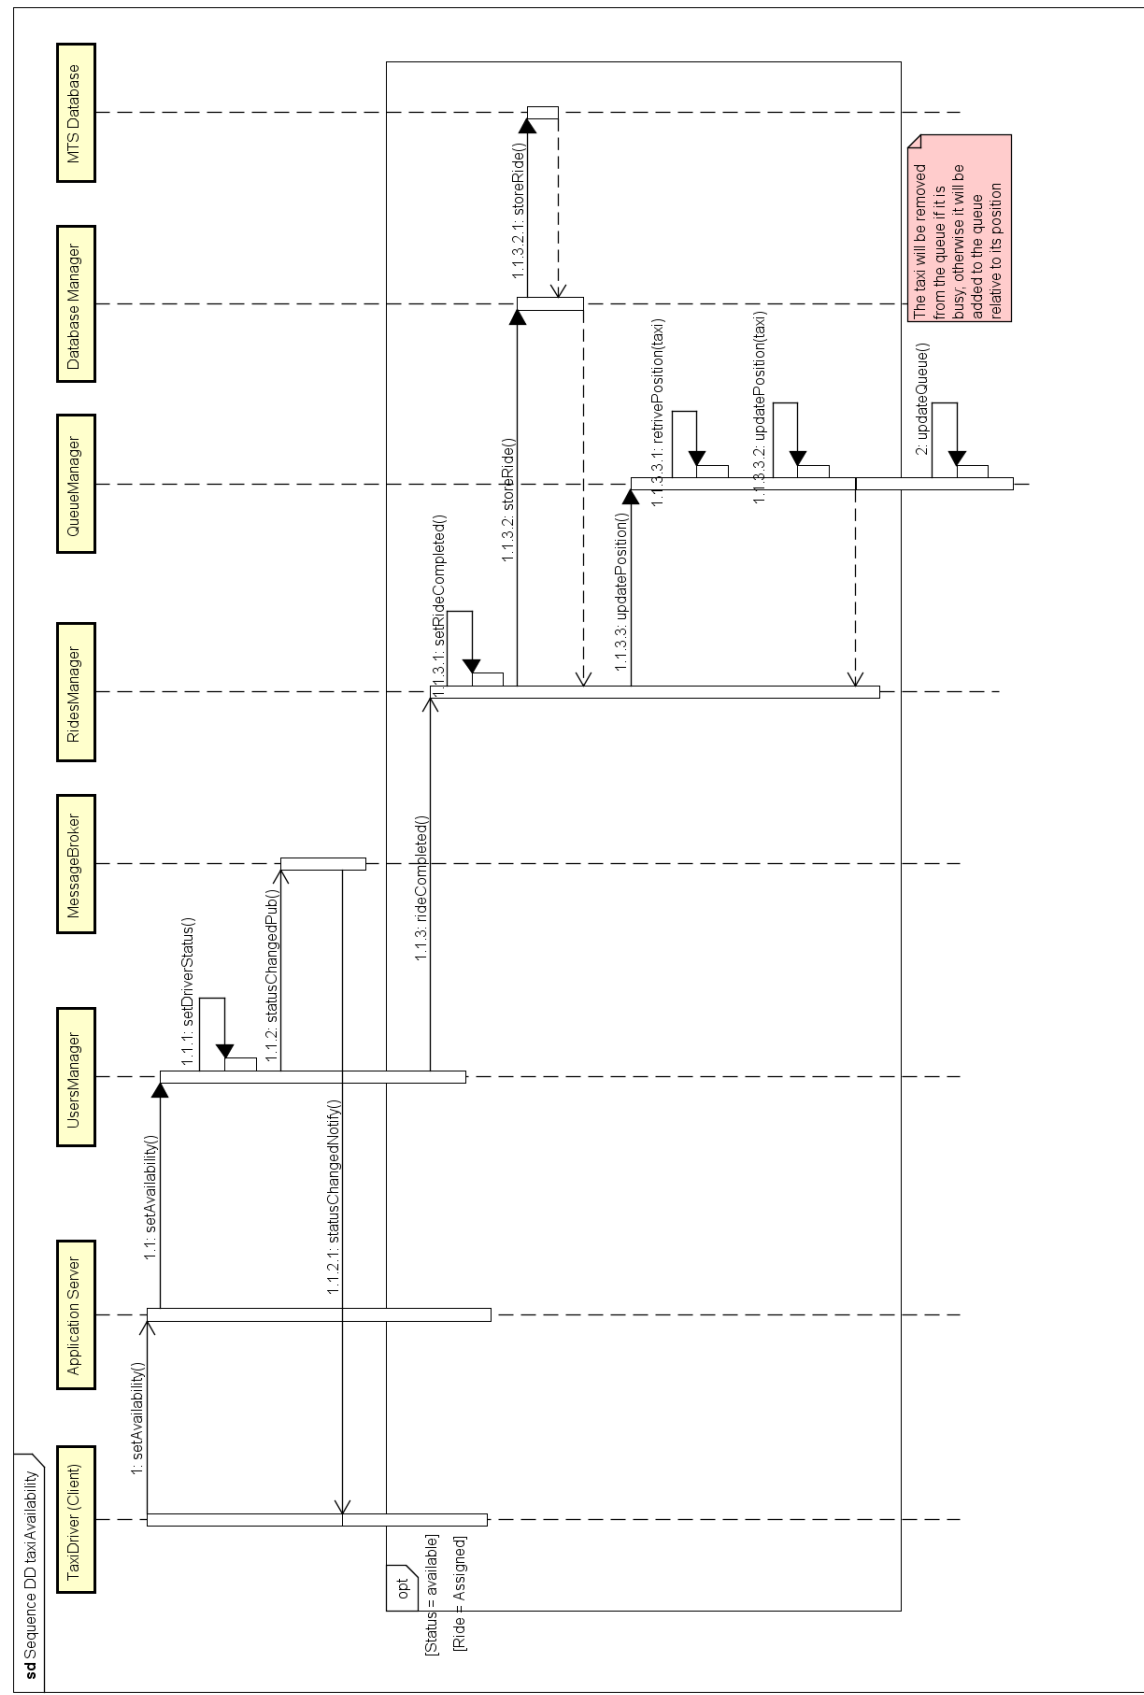 sd Sequence DD taxiAvailability
TaxiDriver (Client)
Application Server
UsersManager
MessageBroker
RidesManager
QueueManager
Database Manager
MTS Database
1: setAvailability()
1.1: setAvailability()
1.1.1: setDriverStatus()
1.1.2: statusChangedPub()
1.1.2.1: statusChangedNotify()
opt
[Status = available]
[Ride = Assigned]
1.1.3: rideCompleted()
1.1.3.1: setRideCompleted()
1.1.3.2: storeRide()
1.1.3.2.1: storeRide()
1.1.3.3: updatePosition()
1.1.3.3.1: retrivePosition(taxi)
1.1.3.3.2: updatePosition(taxi)
2: updateQueue()
The taxi will be removed
from the queue if it is
busy; otherwise it will be
added to the queue
relative to its position